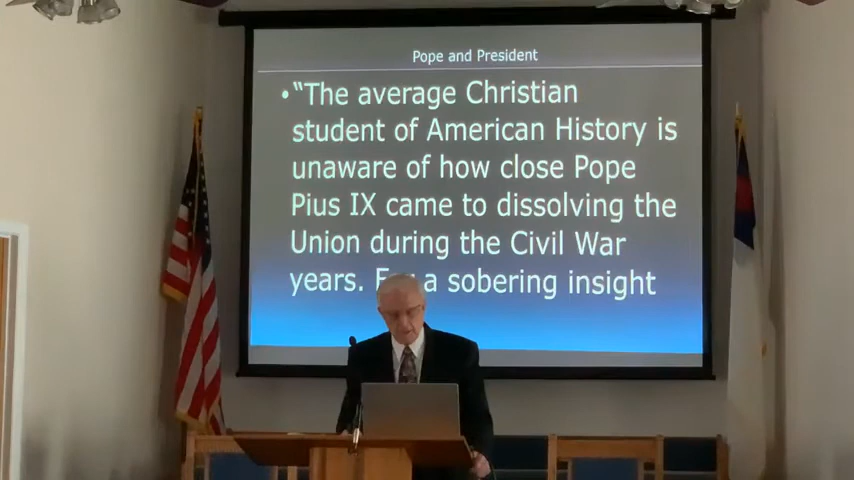 Pope and President
•“The average Christian
student of American History is
unaware of how close Pope
Pius IX came to dissolving the
Union during the Civil War
years. For a sobering insight